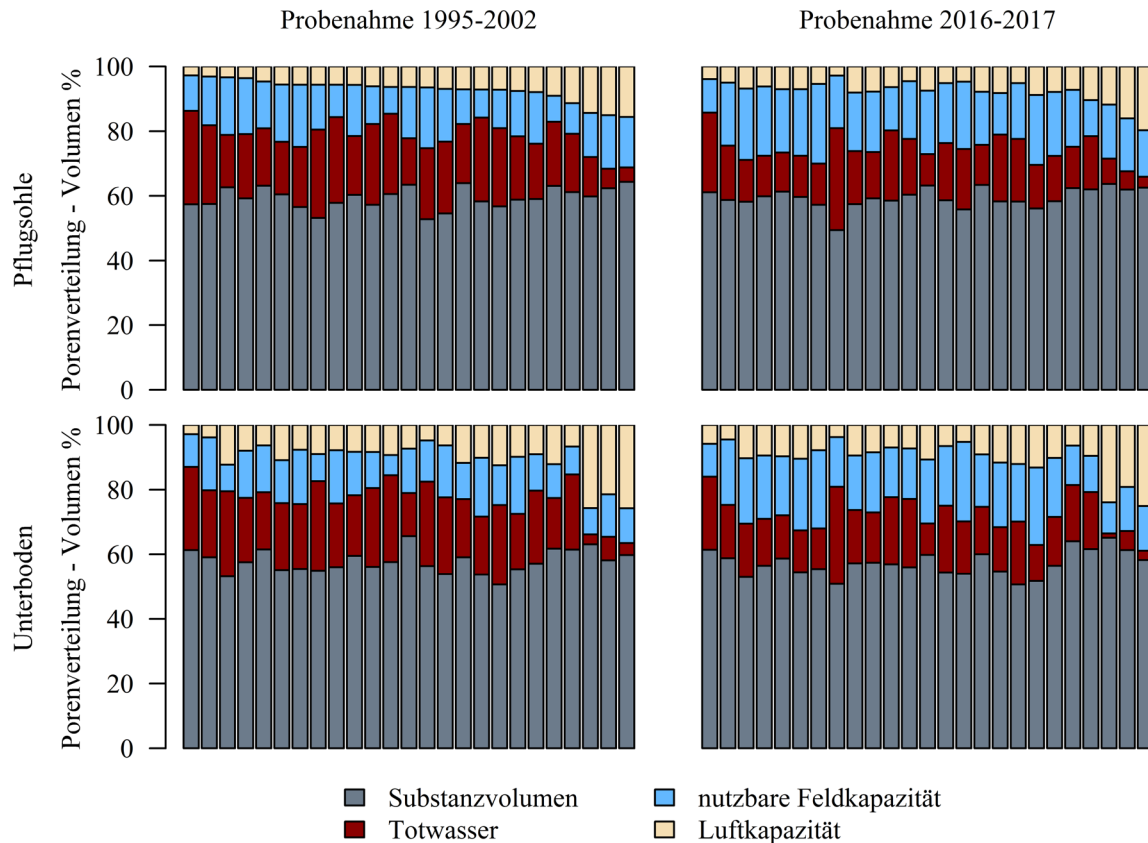 Probenahme 1995-2002
Probenahme 2016-2017
Pflugsohle
Porenverteilung - Volumen %
100
80
60
40
20
0
Unterboden
Porenverteilung - Volumen %
100
80
60
40
20
0
Substanzvolumen
nutzbare Feldkapazität
Totwasser
Luftkapazität